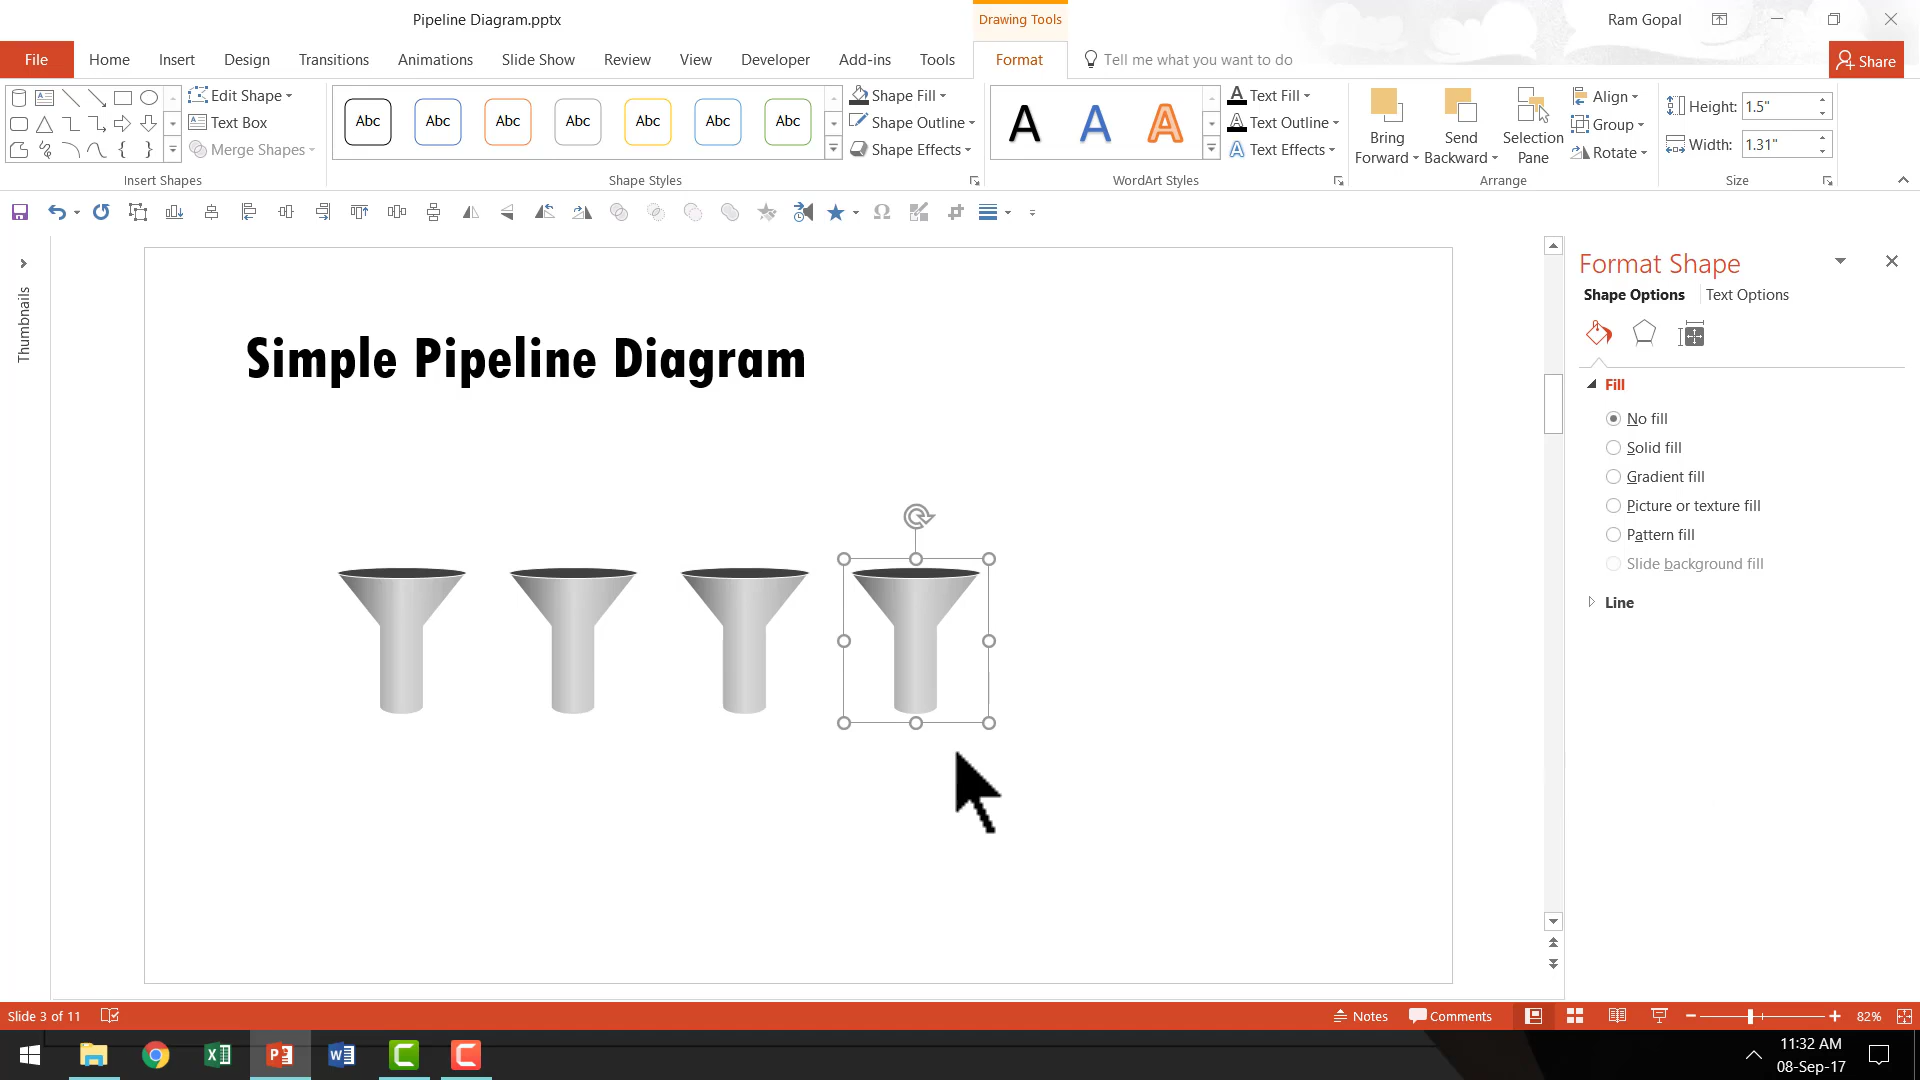 Pipeline Diagram.pptx
Drawing Tools
Ram Gopal
File Home Insert Design Transitions Animations Slide Show Review View Developer Add-ins Tools Format Tell me what you want to do
Share
Edit Shape
Text Box
Merge Shapes
Insert Shapes
Abc Abc Abc Abc Abc Abc Abc
Shape Fill
Shape Outline
Shape Effects
Shape Styles
A A A
Text Fill
Text Outline
Text Effects
WordArt Styles
Bring Forward
Send Backward
Selection Pane
Align
Group
Rotate
Arrange
Height: 1.5"
Width: 1.31"
Size
Thumbnails
Simple Pipeline Diagram
Format Shape
Shape Options Text Options
Fill
No fill
Solid fill
Gradient fill
Picture or texture fill
Pattern fill
Slide background fill
Line
Slide 3 of 11
Notes Comments 82%
11:32 AM
08-Sep-17